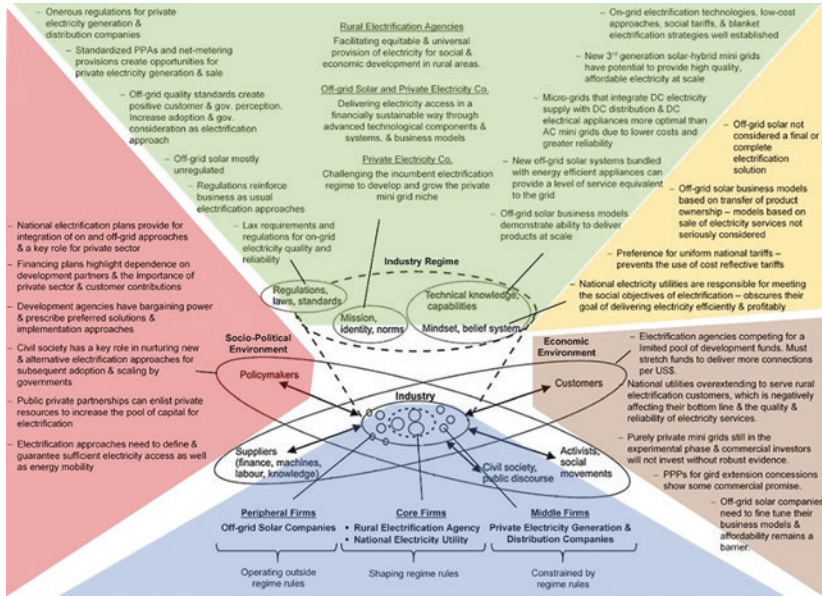 – Onerous regulations for private
electricity generation &
distribution companies
– Standardized PPAs and net-metering
provisions create opportunities for
private electricity generation & sale
– Off-grid quality standards create
positive customer & gov. perception.
Increase adoption & gov.
consideration as electrification
approach
– Off-grid solar mostly
unregulated
– Regulations reinforce
business as usual
electrification approaches
– Lax requirements and
regulations for on-grid
electricity quality and
reliability
Rural Electrification Agencies
Facilitating equitable & universal
provision of electricity for social &
economic development in rural areas.
Off-grid Solar and Private Electricity Co.
Delivering electricity access in a
financially sustainable way through
advanced technological components
& systems, & business models
Private Electricity Co.
Challenging the incumbent electrification
regime to develop and grow the private
mini grid niche
– On-grid electrification technologies, low-cost
approaches, social tariffs, & blanket
electrification strategies well established
– New 3rd generation solar-hybrid mini grids
have potential to provide high quality,
affordable electricity at scale
– Micro-grids that integrate DC electricity
supply with DC distribution & DC
electrical appliances more optimal than
AC mini grids due to lower costs and
greater reliability
– New off-grid solar systems bundled
with energy efficient appliances can
provide a level of service equivalent
to the grid
– Off-grid solar business models
demonstrate ability to deliver
products at scale
– Off-grid solar not
considered a final or
complete
electrification
solution
– Off-grid solar business models
based on transfer of product
ownership – models based on
sale of electricity services not
seriously considered
– Preference for uniform national tariffs –
prevents the use of cost reflective tariffs
– National electricity utilities are responsible for meeting
the social objectives of electrification – obscures their
goal of delivering electricity efficiently & profitably
– National electrification plans provide for
integration of on and off-grid approaches
& a key role for private sector
– Financing plans highlight dependence on
development partners & the importance of
private sector & customer contributions
– Development agencies have bargaining power
& prescribe preferred solutions &
implementation approaches
– Civil society has a key role in nurturing new
& alternative electrification approaches for
subsequent adoption & scaling by
governments
– Public private partnerships can enlist private
resources to increase the pool of capital for
electrification
– Electrification approaches need to define &
guarantee sufficient electricity access as well
as energy mobility
Industry Regime
Regulations,
laws, standards
Mission,
identity, norms
Technical knowledge,
capabilities
Mindset, belief system
Socio-Political
Environment
Policymakers
Economic
Environment
Customers
Industry
Suppliers
(finance, machines,
labour, knowledge)
Civil society,
public discourse
Activists,
social
movements
– Electrification agencies competing for a
limited pool of development funds. Must
stretch funds to deliver more connections
per US$.
National utilities overextending to serve rural
electrification customers, which is negatively
affecting their bottom line & the quality &
reliability of electricity services.
– Purely private mini grids still in the
experimental phase & commercial investors
will not invest without robust evidence.
– PPPs for gird extension concessions
show some commercial promise.
– Off-grid solar companies
need to fine tune their
business models &
affordability remains a
barrier.
Peripheral Firms
Off-grid Solar Companies
Operating outside
regime rules
Core Firms
• Rural Electrification Agency
• National Electricity Utility
Shaping regime rules
Middle Firms
Private Electricity Generation &
Distribution Companies
Constrained by
regime rules